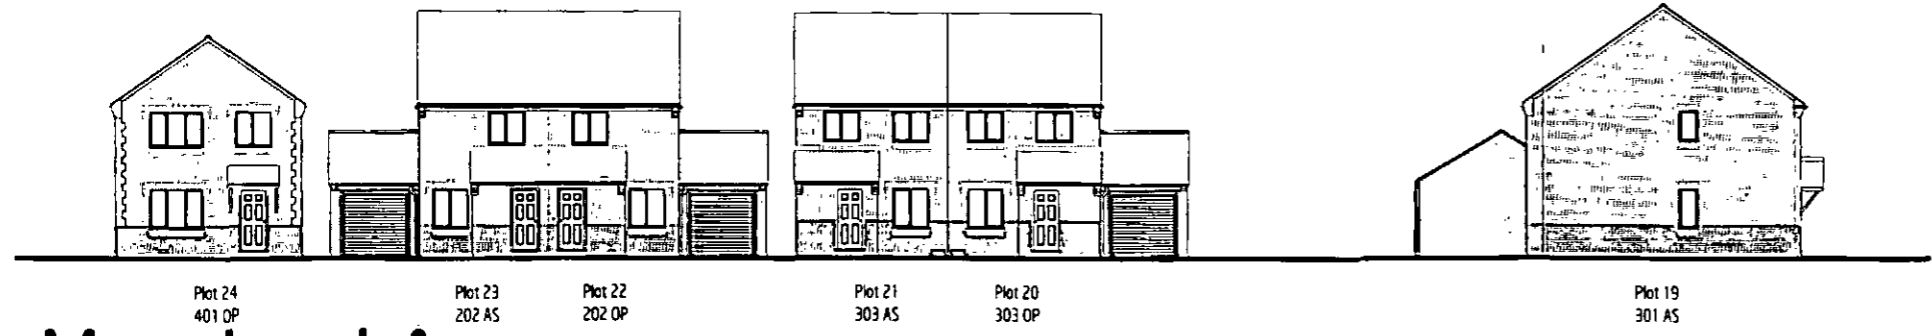 Plot 24
401 OP
Plot 23
202 AS
Plot 22
202 OP
Plot 21
303 AS
Plot 20
303 OP
Plot 19
301 AS